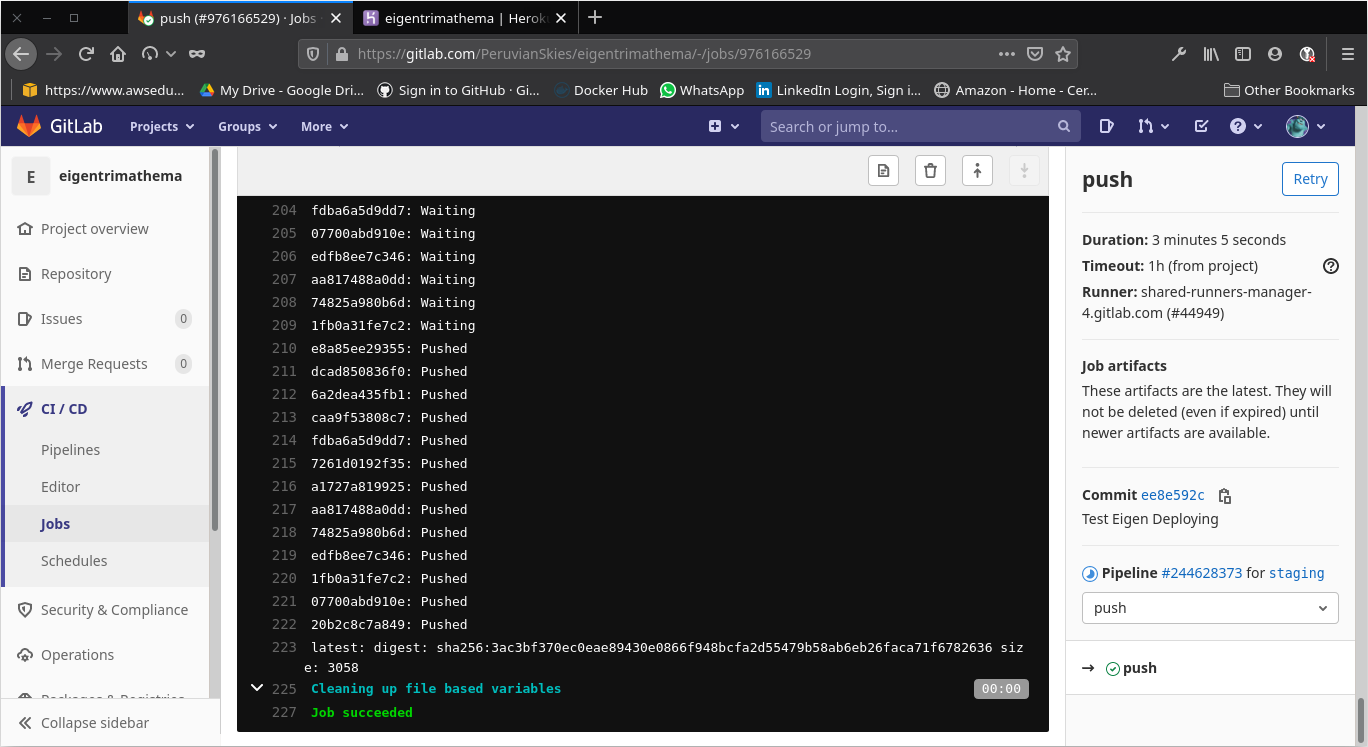 push (#976166529) · Jobs
eigentrimathema | Herok
https://gitlab.com/PeruvianSkies/eigentrimathema/-/jobs/976166529
https://www.awsedu...
My Drive - Google Dri...
Sign in to GitHub · Gi...
Docker Hub
WhatsApp
LinkedIn Login, Sign i...
Amazon - Home - Cer...
Other Bookmarks
GitLab
Projects
Groups
More
Search or jump to...
E
eigentrimathema
Project overview
Repository
Issues 0
Merge Requests 0
CI / CD
Pipelines
Editor
Jobs
Schedules
Security & Compliance
Operations
Packages & Registries
Collapse sidebar
204 fdba6a5d9dd7: Waiting
205 07700abd910e: Waiting
206 edfb8ee7c346: Waiting
207 aa817488a0dd: Waiting
208 74825a980b6d: Waiting
209 1fb0a31fe7c2: Waiting
210 e8a85ee29355: Pushed
211 dcad850836f0: Pushed
212 6a2dea435fb1: Pushed
213 caa9f53808c7: Pushed
214 fdba6a5d9dd7: Pushed
215 7261d0192f35: Pushed
216 a1727a819925: Pushed
217 aa817488a0dd: Pushed
218 74825a980b6d: Pushed
219 edfb8ee7c346: Pushed
220 1fb0a31fe7c2: Pushed
221 07700abd910e: Pushed
222 20b2c8c7a849: Pushed
223 latest: digest: sha256:3ac3bf370ec0eae89430e0866f948bcfa2d55479b58ab6eb26faca71f6782636 siz
e: 3058
225 Cleaning up file based variables 00:00
227 Job succeeded
push
Retry
Duration: 3 minutes 5 seconds
Timeout: 1h (from project)
Runner: shared-runners-manager-
4.gitlab.com (#44949)
Job artifacts
These artifacts are the latest. They will
not be deleted (even if expired) until
newer artifacts are available.
Commit ee8e592c
Test Eigen Deploying
Pipeline #244628373 for staging
push
push